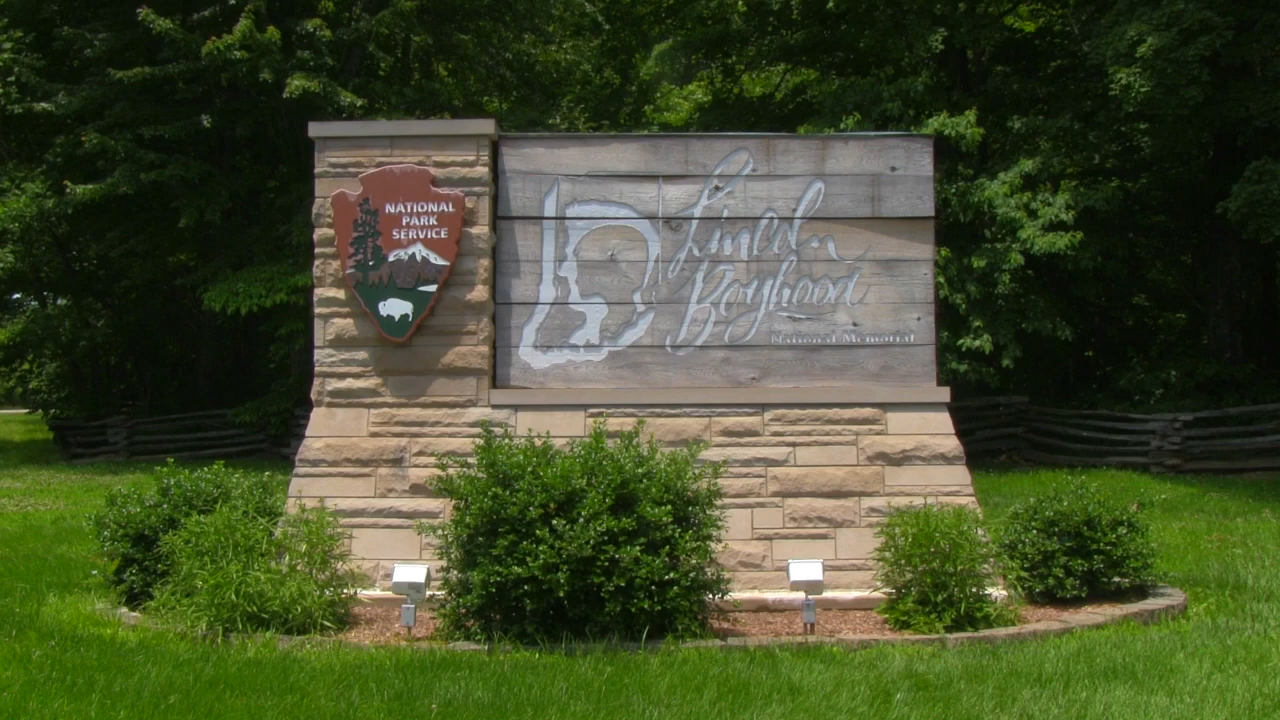 NATIONAL
PARK
SERVICE
Lincoln
Boyhood
National Memorial